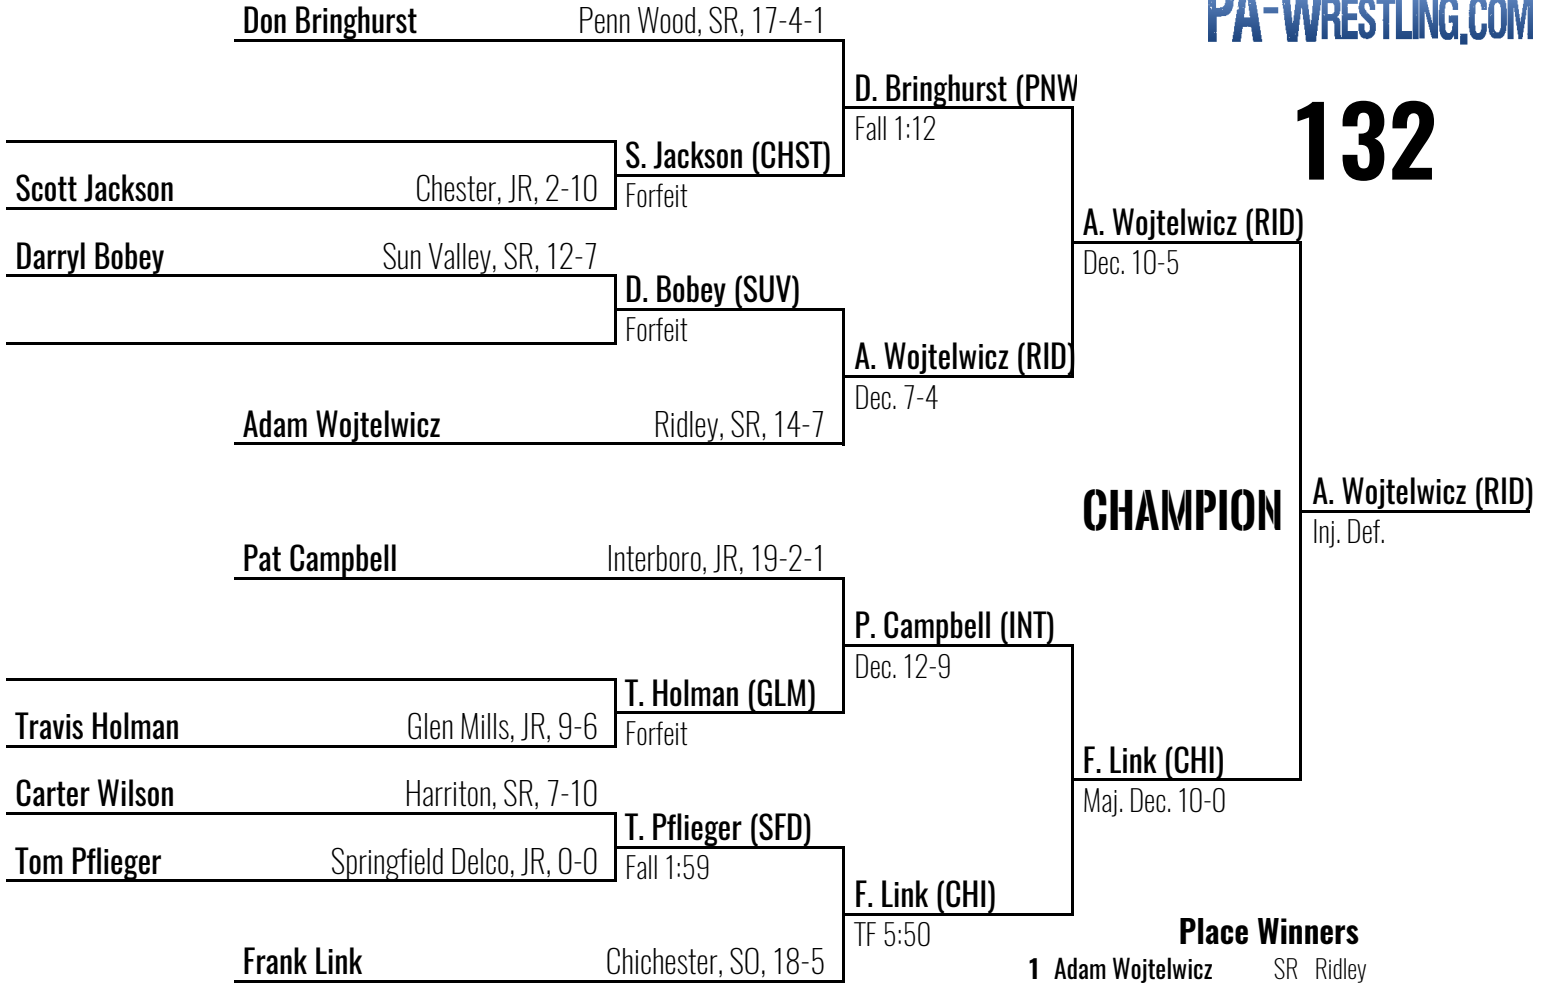 PA-WRESTLING.COM
132
Don Bringhurst Penn Wood, SR, 17-4-1
D. Bringhurst (PNW
Fall 1:12
S. Jackson (CHST)
Forfeit
Scott Jackson Chester, JR, 2-10
A. Wojtelwicz (RID)
Dec. 10-5
Darryl Bobey Sun Valley, SR, 12-7
D. Bobey (SUV)
Forfeit
A. Wojtelwicz (RID)
Dec. 7-4
Adam Wojtelwicz Ridley, SR, 14-7
CHAMPION
A. Wojtelwicz (RID)
Inj. Def.
Pat Campbell Interboro, JR, 19-2-1
P. Campbell (INT)
Dec. 12-9
T. Holman (GLM)
Forfeit
Travis Holman Glen Mills, JR, 9-6
F. Link (CHI)
Maj. Dec. 10-0
Carter Wilson Harriton, SR, 7-10
T. Pflieger (SFD)
Fall 1:59
Tom Pflieger Springfield Delco, JR, 0-0
F. Link (CHI)
TF 5:50
Frank Link Chichester, SO, 18-5
Place Winners
1 Adam Wojtelwicz SR Ridley